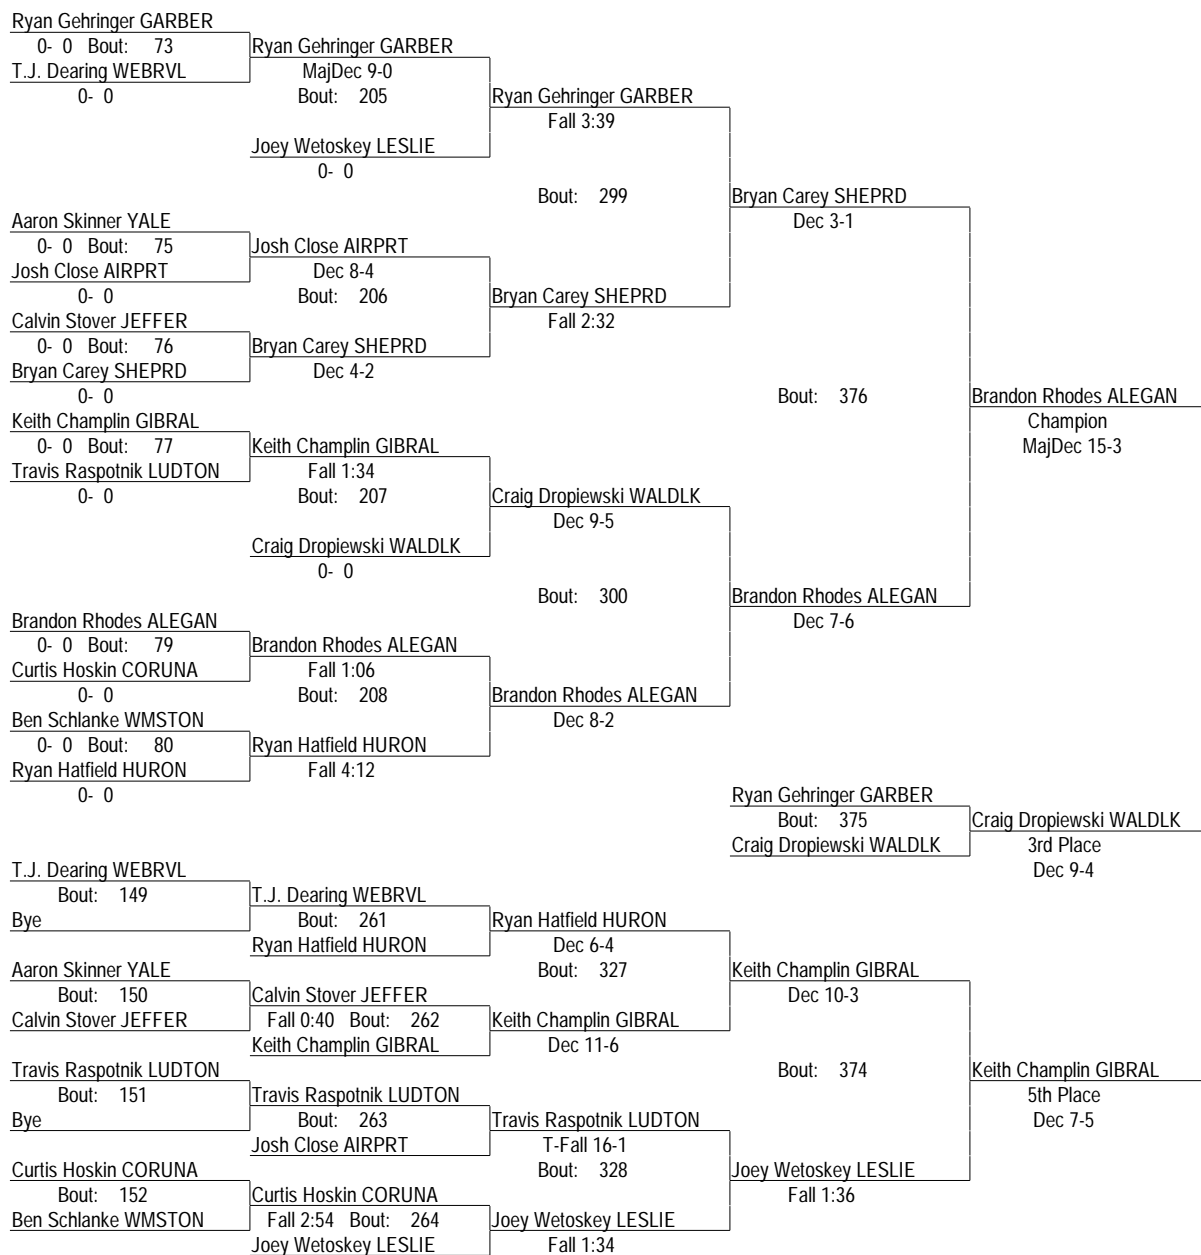 Ryan Gehringer GARBER
0- 0 Bout: 73
T.J. Dearing WEBRVL
0- 0
Aaron Skinner YALE
0- 0 Bout: 75
Josh Close AIRPRT
0- 0
Calvin Stover JEFFER
0- 0 Bout: 76
Bryan Carey SHEPRD
0- 0
Keith Champlin GIBRAL
0- 0 Bout: 77
Travis Raspotnik LUDTON
0- 0
Brandon Rhodes ALEGAN
0- 0 Bout: 79
Curtis Hoskin CORUNA
0- 0
Ben Schlanke WMSTON
0- 0 Bout: 80
Ryan Hatfield HURON
0- 0
Ryan Gehringer GARBER
MajDec 9-0
Bout: 205
Joey Wetoskey LESLIE
0- 0
Josh Close AIRPRT
Dec 8-4
Bout: 206
Bryan Carey SHEPRD
Dec 4-2
Keith Champlin GIBRAL
Fall 1:34
Bout: 207
Craig Dropiewski WALDLK
0- 0
Brandon Rhodes ALEGAN
Fall 1:06
Bout: 208
Ryan Hatfield HURON
Fall 4:12
Ryan Gehringer GARBER
Fall 3:39
Bout: 299
Bryan Carey SHEPRD
Fall 2:32
Craig Dropiewski WALDLK
Dec 9-5
Bout: 300
Brandon Rhodes ALEGAN
Dec 8-2
Bryan Carey SHEPRD
Dec 3-1
Bout: 376
Brandon Rhodes ALEGAN
Dec 7-6
Brandon Rhodes ALEGAN
Champion
MajDec 15-3
Ryan Gehringer GARBER
Bout: 375
Craig Dropiewski WALDLK
Craig Dropiewski WALDLK
3rd Place
Dec 9-4
T.J. Dearing WEBRVL
Bout: 149
Bye
Aaron Skinner YALE
Bout: 150
Calvin Stover JEFFER
Travis Raspotnik LUDTON
Bout: 151
Bye
Curtis Hoskin CORUNA
Bout: 152
Ben Schlanke WMSTON
T.J. Dearing WEBRVL
Bout: 261
Ryan Hatfield HURON
Calvin Stover JEFFER
Fall 0:40 Bout: 262
Keith Champlin GIBRAL
Travis Raspotnik LUDTON
Bout: 263
Josh Close AIRPRT
Curtis Hoskin CORUNA
Fall 2:54 Bout: 264
Joey Wetoskey LESLIE
Ryan Hatfield HURON
Dec 6-4
Bout: 327
Keith Champlin GIBRAL
Dec 11-6
Travis Raspotnik LUDTON
T-Fall 16-1
Bout: 328
Joey Wetoskey LESLIE
Fall 1:34
Keith Champlin GIBRAL
Dec 10-3
Bout: 374
Joey Wetoskey LESLIE
Fall 1:36
Keith Champlin GIBRAL
5th Place
Dec 7-5